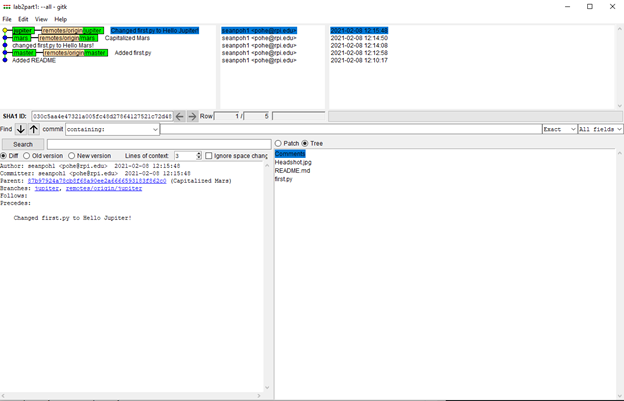 lab2part1: --all - gitk
File Edit View Help
jupiter remotes/origin/jupiter Changed first.py to Hello Jupiter! seanpoh1 <pohe@rpi.edu> 2021-02-08 12:15:48
mars remotes/origin/mars Capitalized Mars seanpoh1 <pohe@rpi.edu> 2021-02-08 12:14:50
changed first.py to Hello Mars! seanpoh1 <pohe@rpi.edu> 2021-02-08 12:14:08
master remotes/origin/master Added first.py seanpoh1 <pohe@rpi.edu> 2021-02-08 12:12:58
Added README seanpoh1 <pohe@rpi.edu> 2021-02-08 12:10:17
SHA1 ID: Row 1 / 5
Find commit containing: Exact All fields
Search Patch Tree
Diff Old version New version Lines of context: 3 Ignore space chang
Comments
Headshot.jpg
README.md
first.py
Author: seanpoh1 <pohe@rpi.edu> 2021-02-08 12:15:48
Committer: seanpoh1 <pohe@rpi.edu> 2021-02-08 12:15:48
Parent: (Capitalized Mars)
Branches: jupiter, remotes/origin/jupiter
Follows:
Precedes:
Changed first.py to Hello Jupiter!